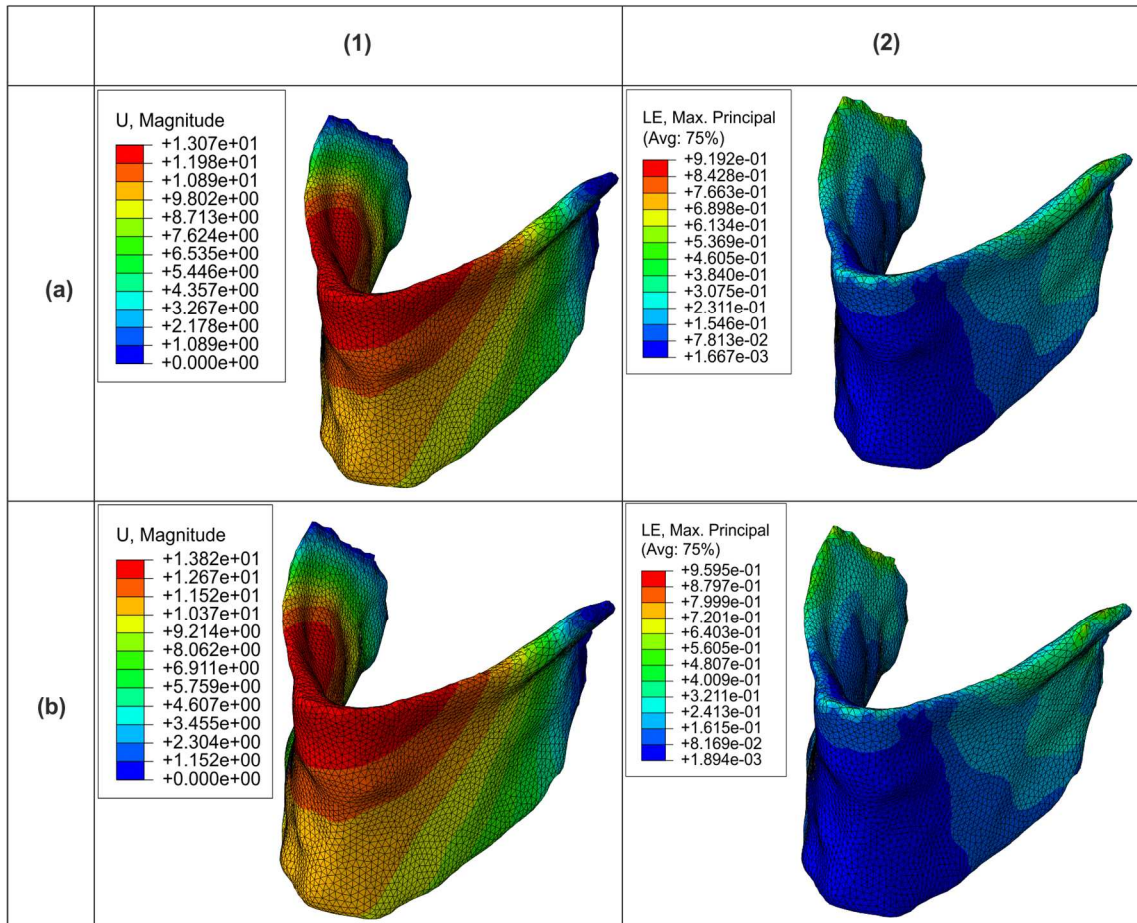 (1)
(2)
(a)
U, Magnitude
+1.307e+01
+1.198e+01
+1.089e+01
+9.802e+00
+8.713e+00
+7.624e+00
+6.535e+00
+5.446e+00
+4.357e+00
+3.267e+00
+2.178e+00
+1.089e+00
+0.000e+00
LE, Max. Principal
(Avg: 75%)
+9.192e-01
+8.428e-01
+7.663e-01
+6.898e-01
+6.134e-01
+5.369e-01
+4.605e-01
+3.840e-01
+3.075e-01
+2.311e-01
+1.546e-01
+7.813e-02
+1.667e-03
(b)
U, Magnitude
+1.382e+01
+1.267e+01
+1.152e+01
+1.037e+01
+9.214e+00
+8.062e+00
+6.911e+00
+5.759e+00
+4.607e+00
+3.455e+00
+2.304e+00
+1.152e+00
+0.000e+00
LE, Max. Principal
(Avg: 75%)
+9.595e-01
+8.797e-01
+7.999e-01
+7.201e-01
+6.403e-01
+5.605e-01
+4.807e-01
+4.009e-01
+3.211e-01
+2.413e-01
+1.615e-01
+8.169e-02
+1.894e-03